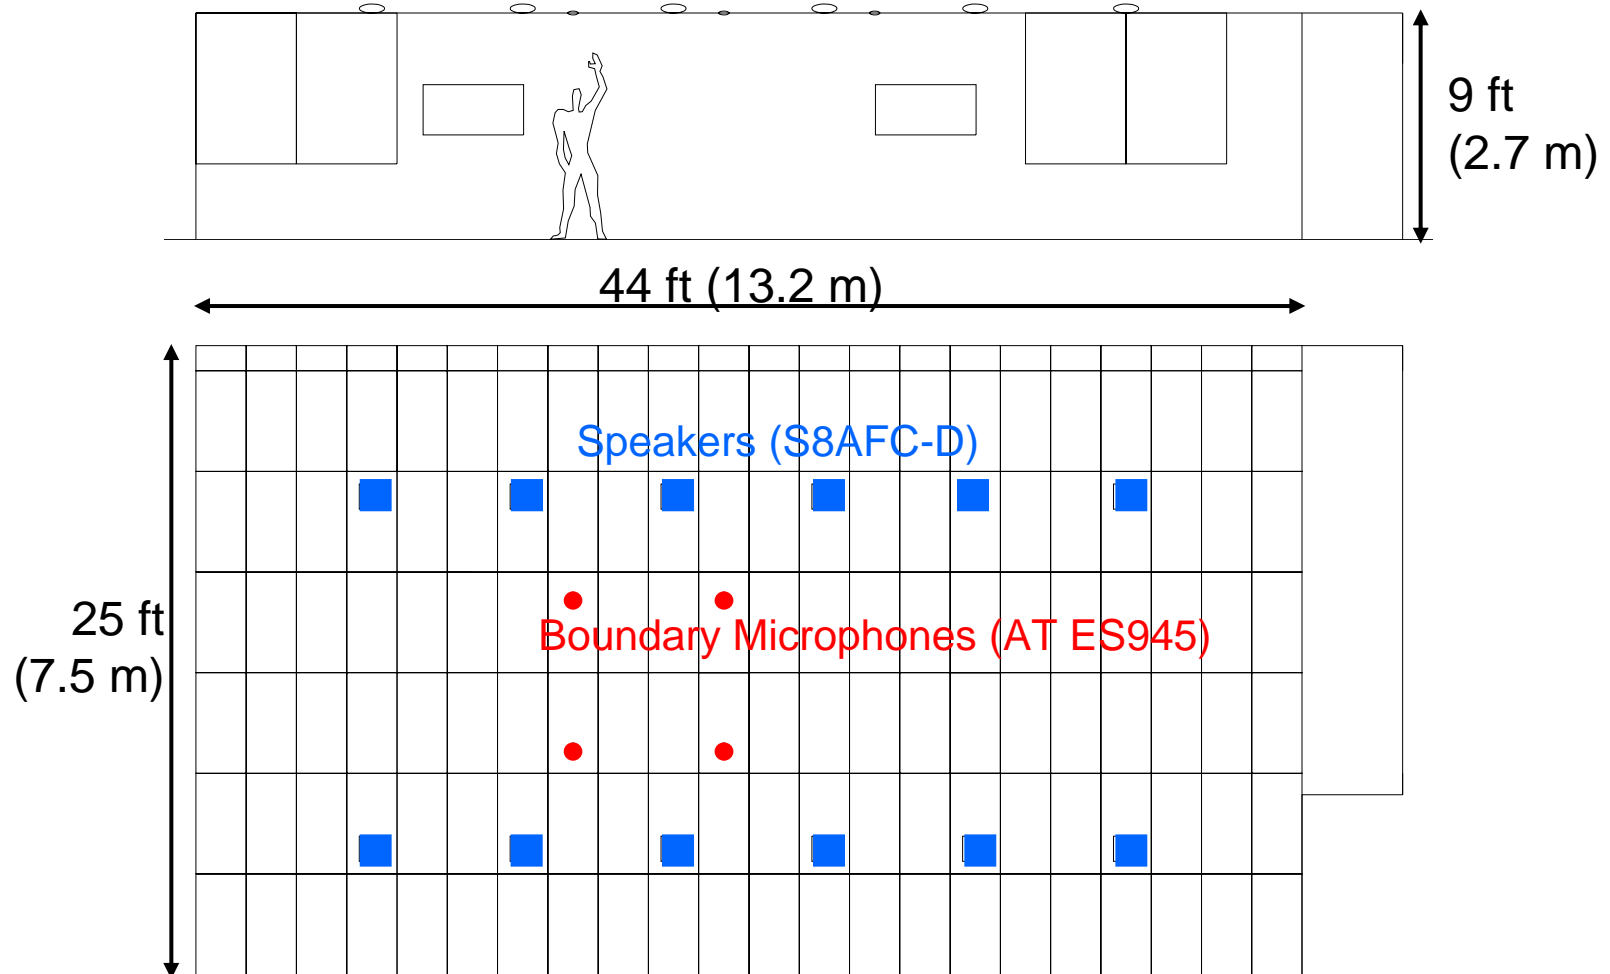 9 ft
(2.7 m)
44 ft (13.2 m)
Speakers (S8AFC-D)
Boundary Microphones (AT ES945)
25 ft
(7.5 m)